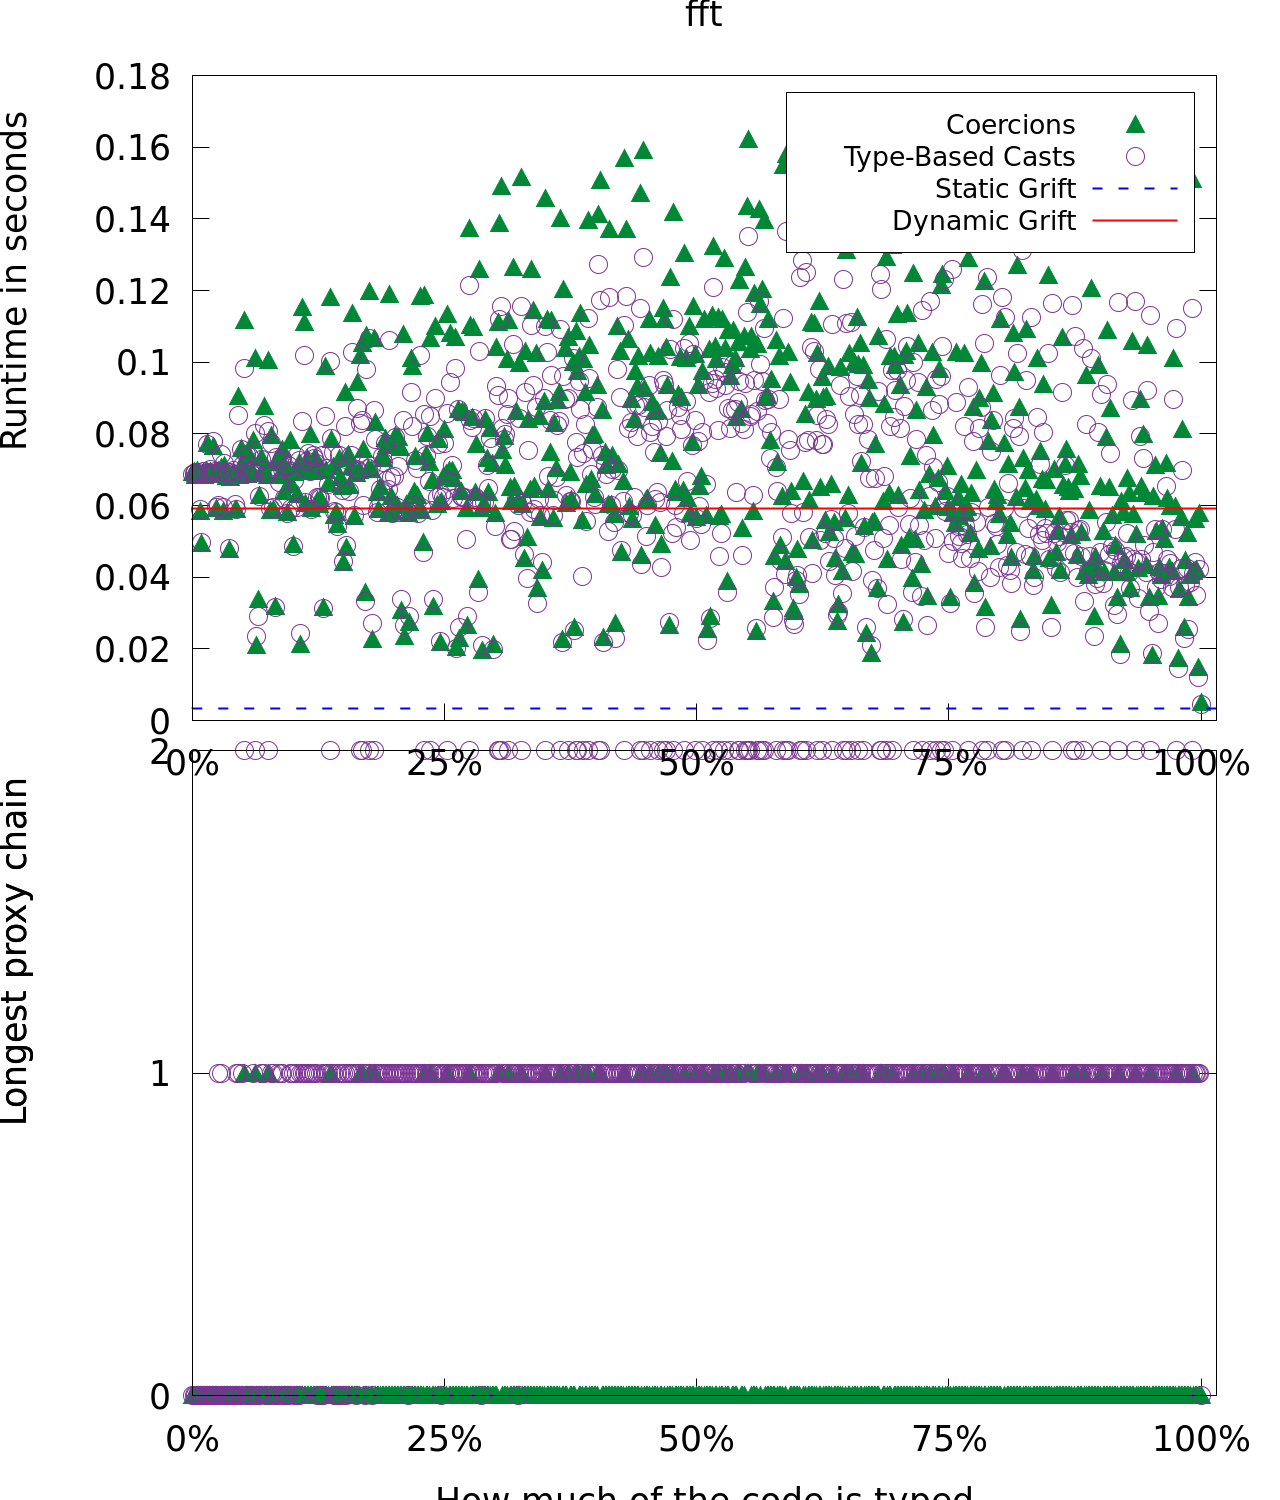 fft
Runtime in seconds
0.18
0.16
0.14
0.12
0.1
0.08
0.06
0.04
0.02
0
Coercions
Type-Based Casts
Static Grift
Dynamic Grift
0% 25% 50% 75% 100%
Longest proxy chain
2
1
0
0% 25% 50% 75% 100%
How much of the code is typed